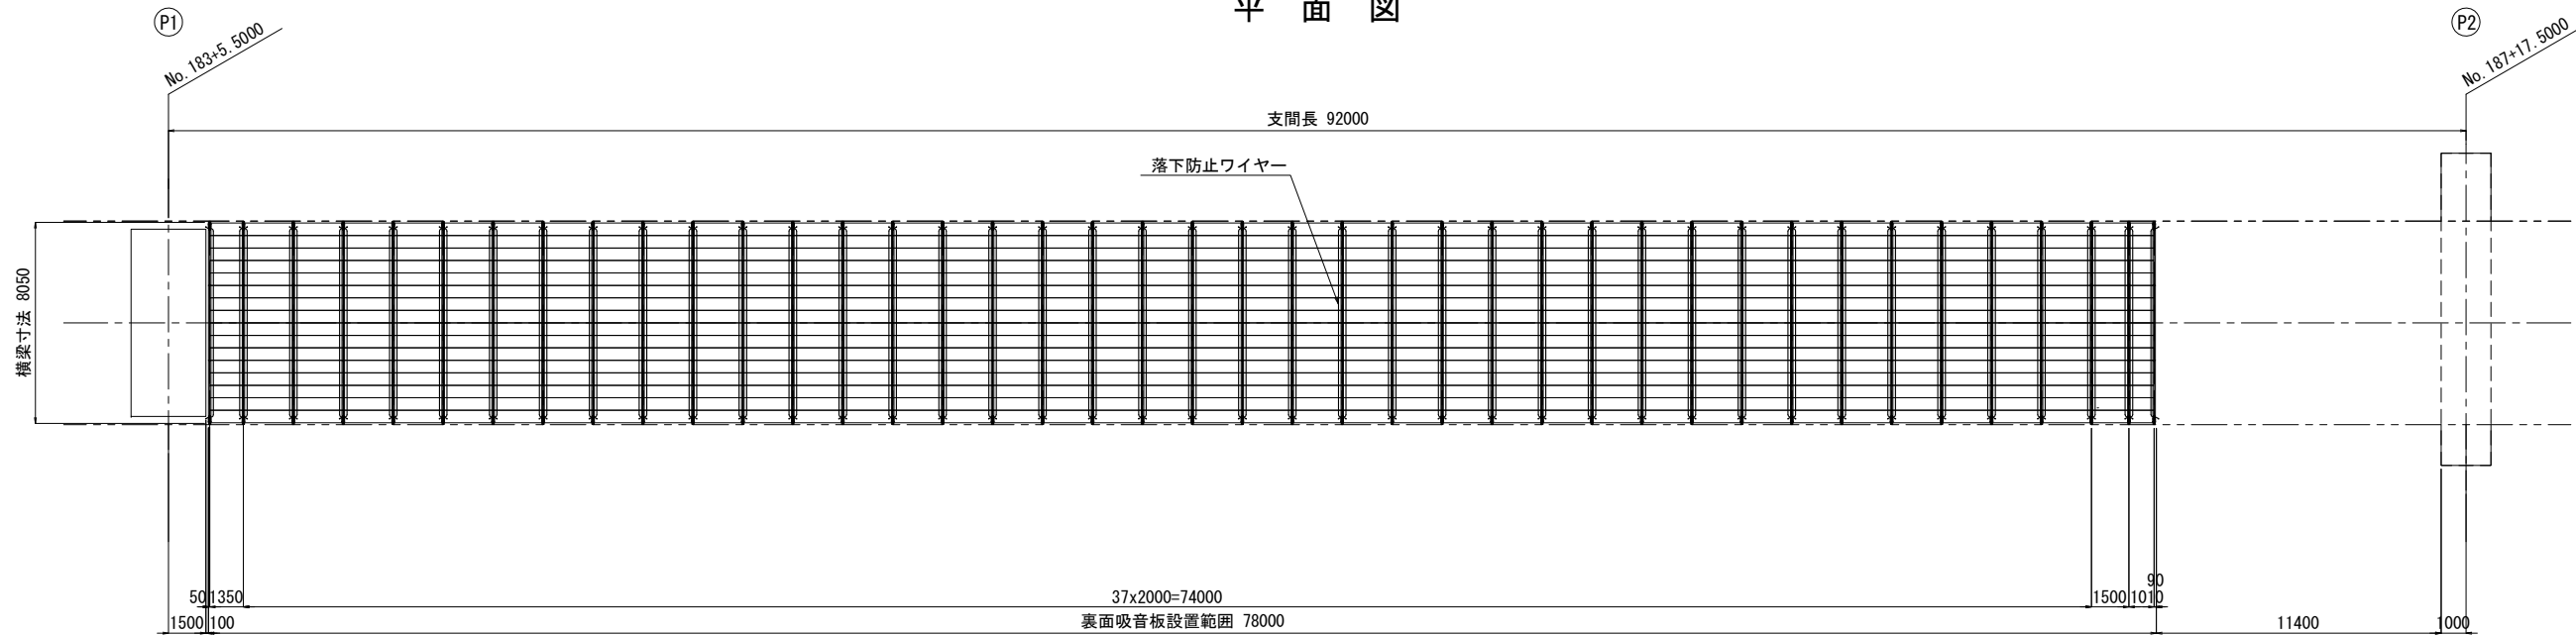 平 面 図
P1
P2
No. 183+5. 5000
No. 187+17. 5000
支間長 92000
落下防止ワイヤー
横梁寸法 8050
90
50 1350 37x2000=74000 1500 1010
1500 100 裏面吸音板設置範囲 78000 11400 1000